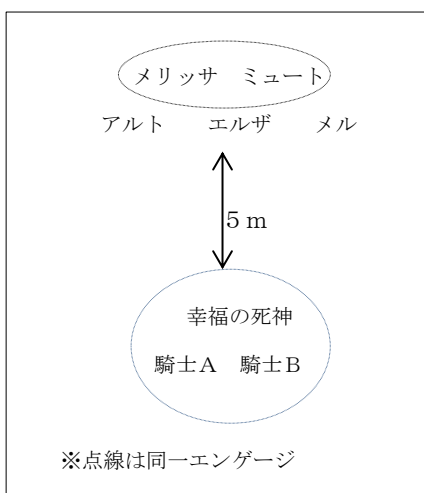 メリッサ　ミュート
アルト　エルザ　メル
５ｍ
幸福の死神
騎士Ａ　騎士Ｂ
※点線は同一エンゲージ